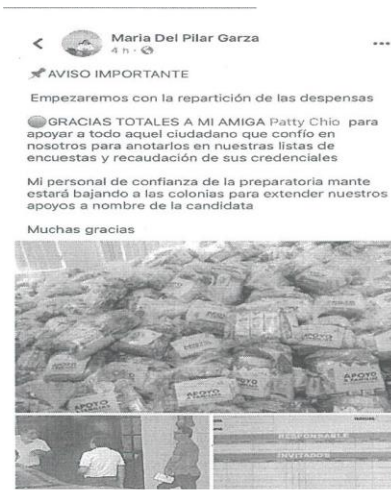 Maria Del Pilar Garza
4 h
AVISO IMPORTANTE
Empezaremos con la repartición de las despensas
GRACIAS TOTALES A MI AMIGA Patty Chio para
apoyar a todo aquel ciudadano que confío en
nosotros para anotarlos en nuestras listas de
encuestas y recaudación de sus credenciales
Mi personal de confianza de la preparatoria mante
estará bajando a las colonias para extender nuestros
apoyos a nombre de la candidata
Muchas gracias
APOYO
APOYO
APOYO
APOYO
RESPONSABLE
INVITADOS